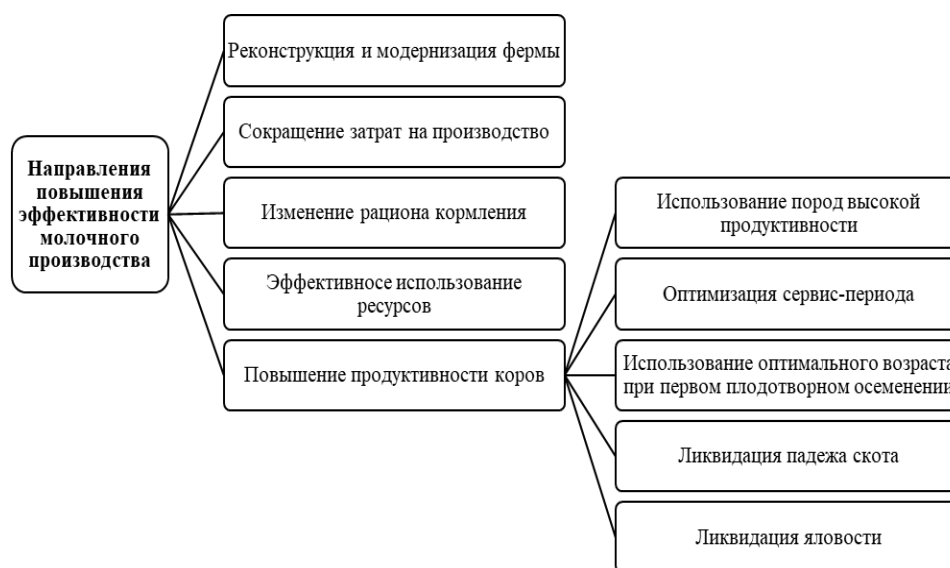 Направления
повышения
эффективности
молочного
производства
Реконструкция и модернизация фермы
Сокращение затрат на производство
Изменение рациона кормления
Эффективносе использование
ресурсов
Повышение продуктивности коров
Использование пород высокой
продуктивности
Оптимизация сервис-периода
Использование оптимального возраста
при первом плодотворном осеменении
Ликвидация падежа скота
Ликвидация яловости